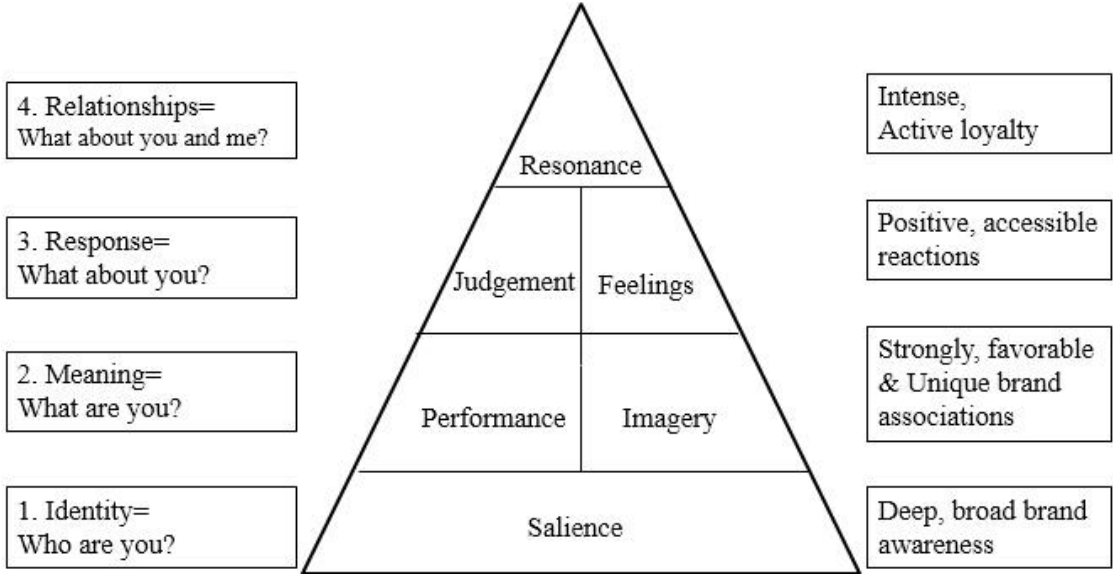 4. Relationships=
What about you and me?
Resonance
Intense,
Active loyalty
3. Response=
What about you?
Judgement
Feelings
Positive, accessible
reactions
2. Meaning=
What are you?
Performance
Imagery
Strongly, favorable
& Unique brand
associations
1. Identity=
Who are you?
Salience
Deep, broad brand
awareness